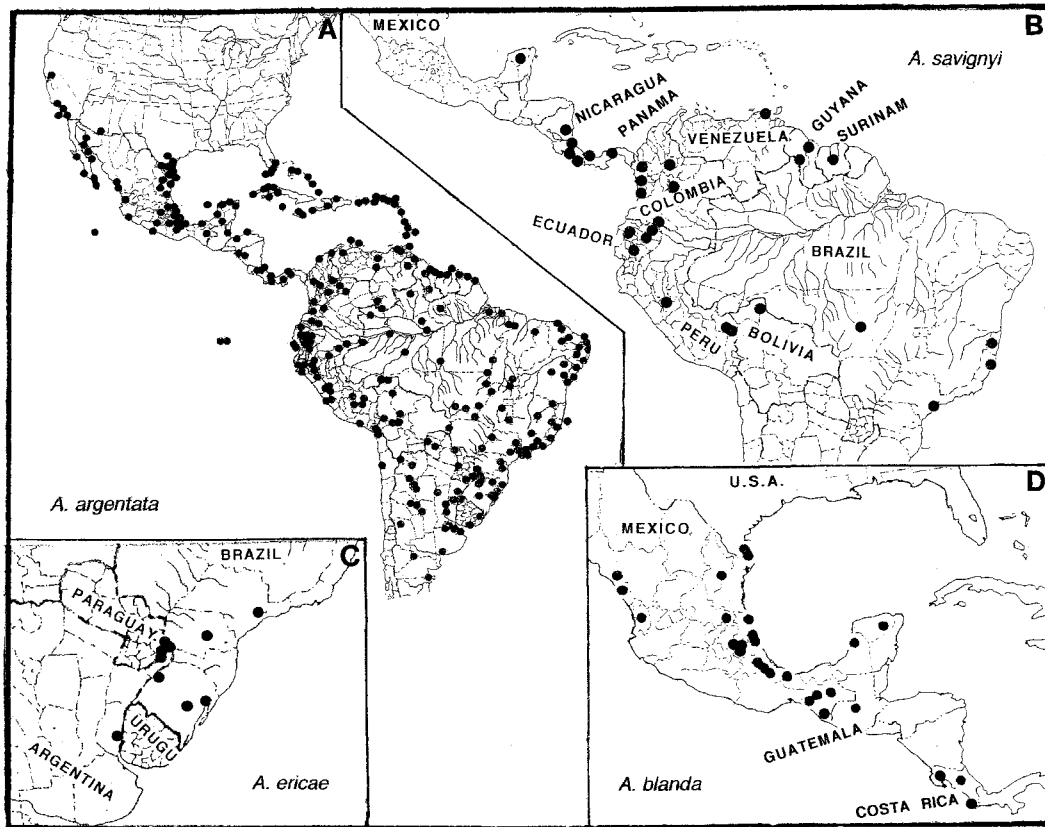 A
A. argentata
B
A. savignyi
MEXICO
NICARAGUA
PANAMA
VENEZUELA
GUYANA
SURINAM
COLOMBIA
ECUADOR
BRAZIL
PERU
BOLIVIA
C
BRAZIL
PARAGUAY
URUGU
ARGENTINA
A. ericae
D
U.S.A.
MEXICO
GUATEMALA
COSTA RICA
A. blanda